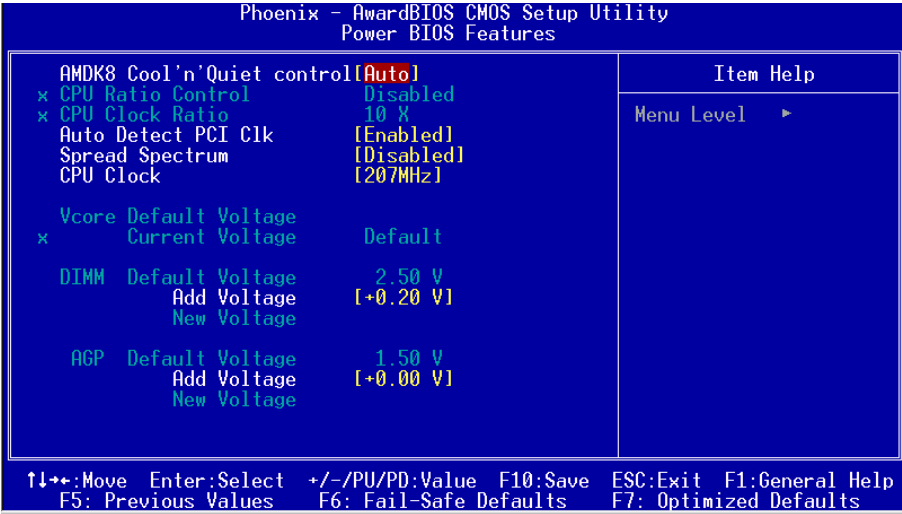 Phoenix - AwardBIOS CMOS Setup Utility
Power BIOS Features
AMDK8 Cool'n'Quiet control[Auto]
x CPU Ratio Control Disabled
x CPU Clock Ratio 10 X
Auto Detect PCI Clk [Enabled]
Spread Spectrum [Disabled]
CPU Clock [207MHz]
Vcore Default Voltage
x Current Voltage Default
DIMM Default Voltage 2.50 V
Add Voltage [+0.20 V]
New Voltage
AGP Default Voltage 1.50 V
Add Voltage [+0.00 V]
New Voltage
Item Help
Menu Level ►
↑↓→←:Move Enter:Select +/-/PU/PD:Value F10:Save ESC:Exit F1:General Help
F5: Previous Values F6: Fail-Safe Defaults F7: Optimized Defaults